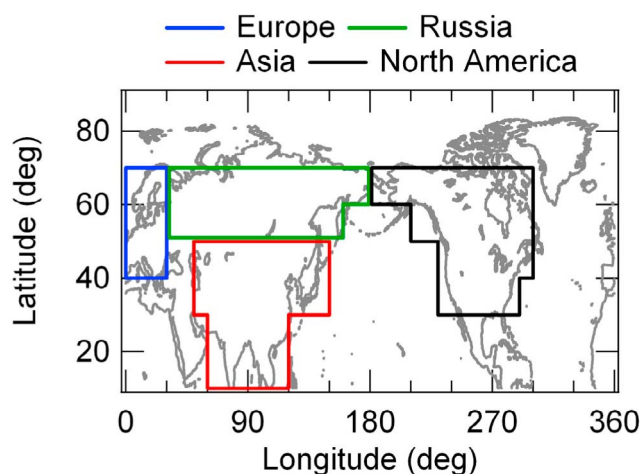 Europe Russia
Asia North America
Latitude (deg)
80
60
40
20
0 90 180 270 360
Longitude (deg)